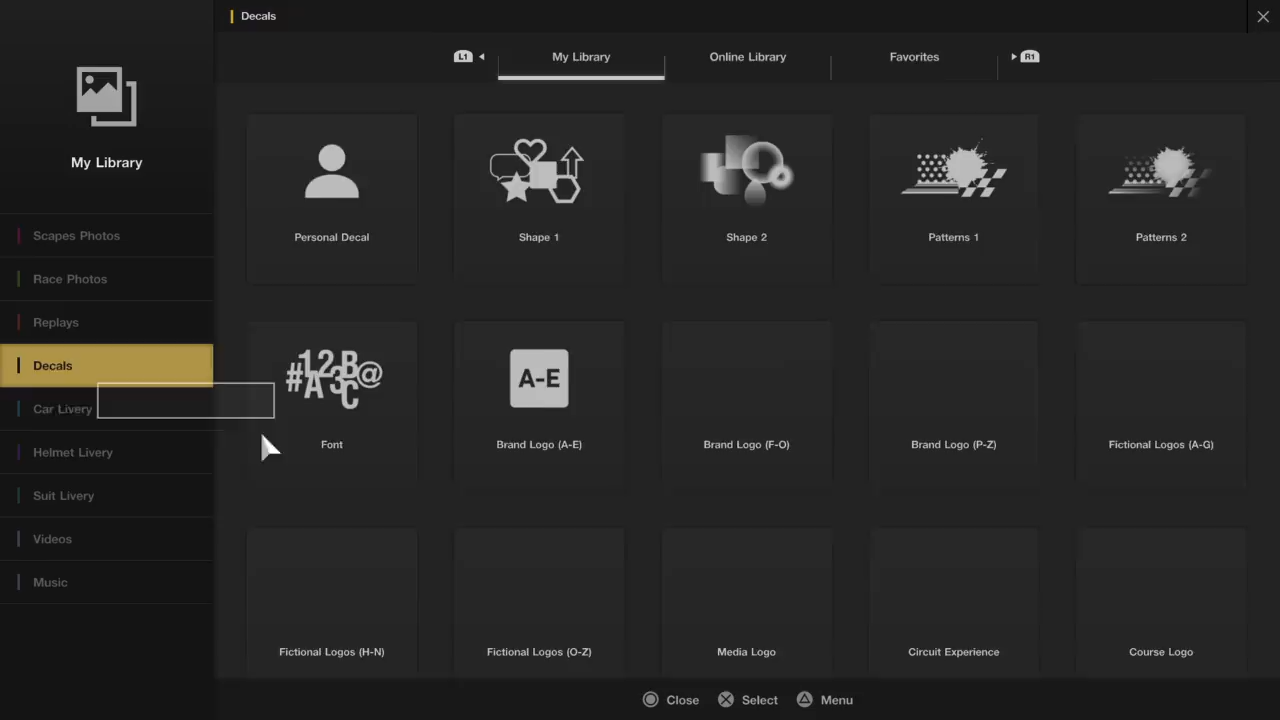 Decals
L1
My Library
Online Library
Favorites
R1
My Library
Scapes Photos
Race Photos
Replays
Decals
Car Livery
Helmet Livery
Suit Livery
Videos
Music
Personal Decal
Shape 1
Shape 2
Patterns 1
Patterns 2
#123B@
A C
Font
A-E
Brand Logo (A-E)
Brand Logo (F-O)
Brand Logo (P-Z)
Fictional Logos (A-G)
Fictional Logos (H-N)
Fictional Logos (O-Z)
Media Logo
Circuit Experience
Course Logo
Close
Select
Menu